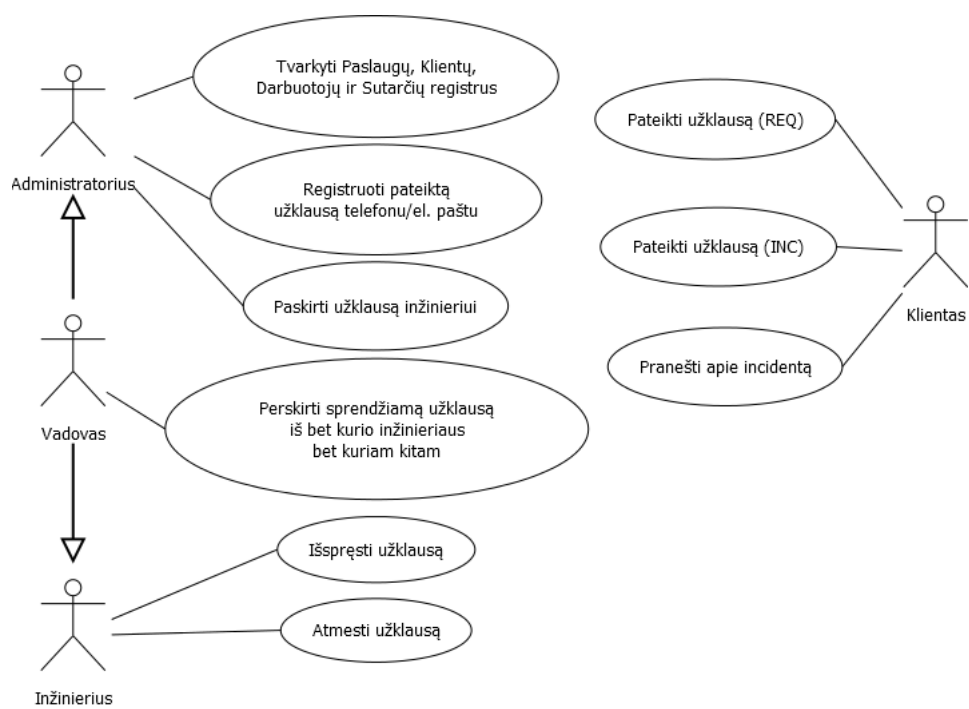 Tvarkyti Paslaugų, Klientų,
Darbuotojų ir Sutarčių registrus
Administratorius
Registruoti pateiktą
užklausą telefonu/el. paštu
Paskirti užklausą inžinieriui
Vadovas
Perskirti sprendžiamą užklausą
iš bet kurio inžinieriaus
bet kuriam kitam
Išspręsti užklausą
Atmesti užklausą
Inžinierius
Pateikti užklausą (REQ)
Pateikti užklausą (INC)
Klientas
Pranešti apie incidentą